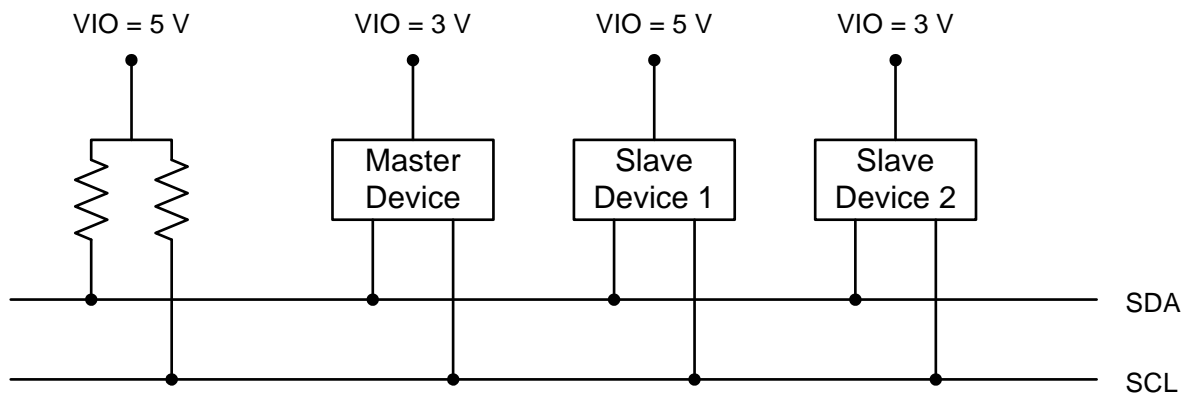 VIO = 5 V
VIO = 3 V
VIO = 5 V
VIO = 3 V
Master
Device
Slave
Device 1
Slave
Device 2
SDA
SCL